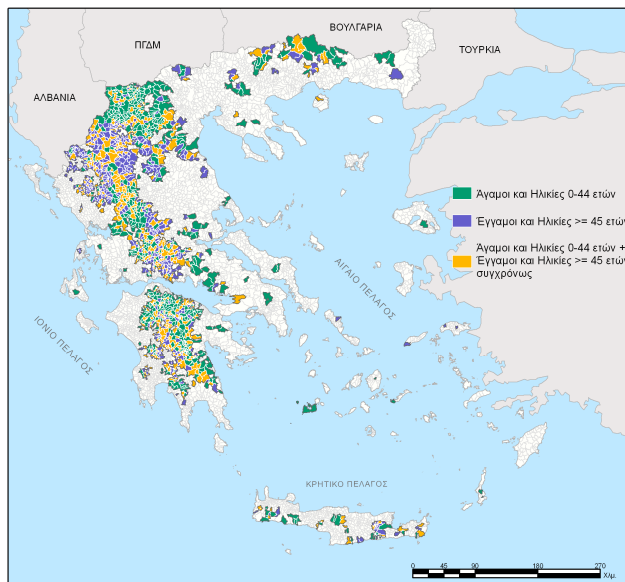 ΒΟΥΛΓΑΡΙΑ
ΠΓΔΜ
ΤΟΥΡΚΙΑ
ΑΛΒΑΝΙΑ
Άγαμοι και Ηλικίες 0-44 ετών
Έγγαμοι και Ηλικίες >= 45 ετών
Άγαμοι και Ηλικίες 0-44 ετών +
Έγγαμοι και Ηλικίες >= 45 ετών
συγχρόνως
ΑΙΓΑΙΟ ΠΕΛΑΓΟΣ
ΙΟΝΙΟ ΠΕΛΑΓΟΣ
ΚΡΗΤΙΚΟ ΠΕΛΑΓΟΣ
0 45 90 180 270
Χλμ.